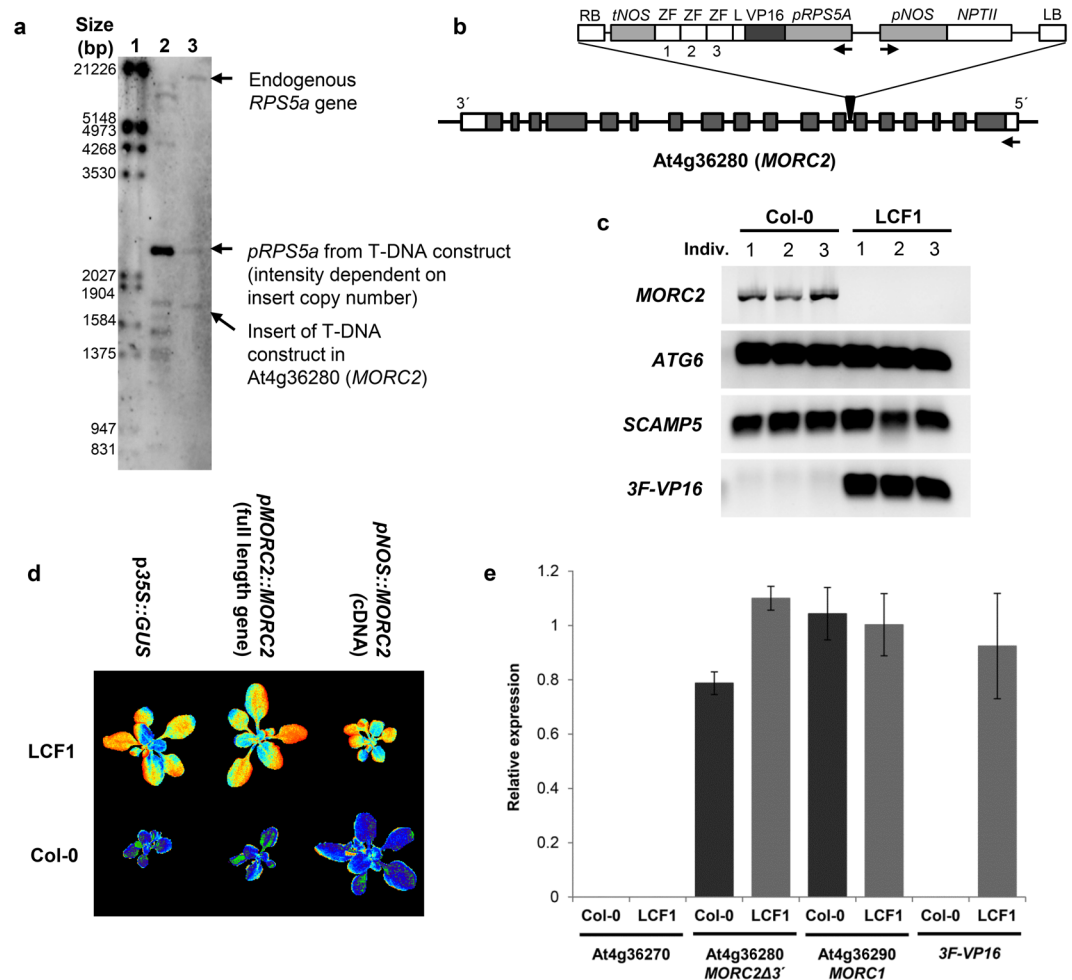 a
Size
(bp)
1 2 3
21226
5148
4973
4268
3530
2027
1904
1584
1375
947
831
Endogenous
RPS5a gene
pRPS5a from T-DNA construct
(intensity dependent on
insert copy number)
Insert of T-DNA
construct in
At4g36280 (MORC2)
b
RB tNOS ZF ZF ZF L VP16 pRPS5A pNOS NPTII LB
1 2 3
3´ 5´
At4g36280 (MORC2)
c
Col-0 LCF1
Indiv. 1 2 3 1 2 3
MORC2
ATG6
SCAMP5
3F-VP16
d
p35S::GUS
pMORC2::MORC2
(full length gene)
pNOS::MORC2
(cDNA)
LCF1
Col-0
e
Relative expression
1.2
1
0.8
0.6
0.4
0.2
0
Col-0 LCF1 Col-0 LCF1 Col-0 LCF1 Col-0 LCF1
At4g36270 At4g36280 At4g36290 3F-VP16
MORC2Δ3´ MORC1